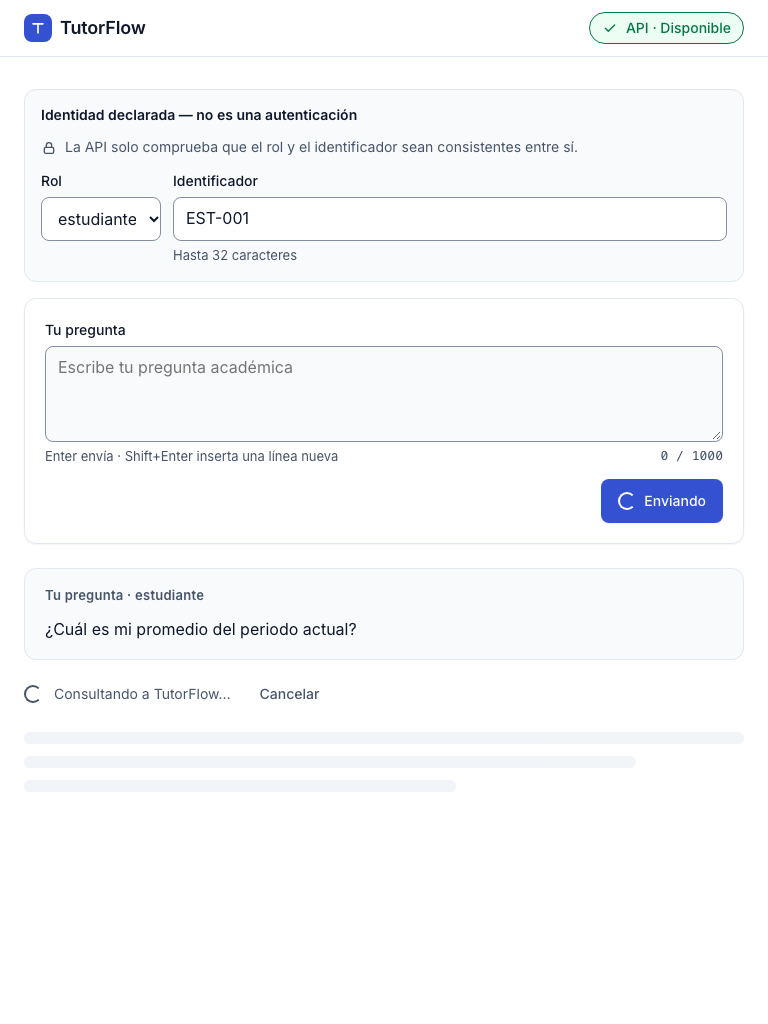 T TutorFlow
API · Disponible
Identidad declarada — no es una autenticación
La API solo comprueba que el rol y el identificador sean consistentes entre sí.
Rol
Identificador
estudiante
EST-001
Hasta 32 caracteres
Tu pregunta
Escribe tu pregunta académica
Enter envía · Shift+Enter inserta una línea nueva
0 / 1000
Enviando
Tu pregunta · estudiante
¿Cuál es mi promedio del periodo actual?
Consultando a TutorFlow…
Cancelar